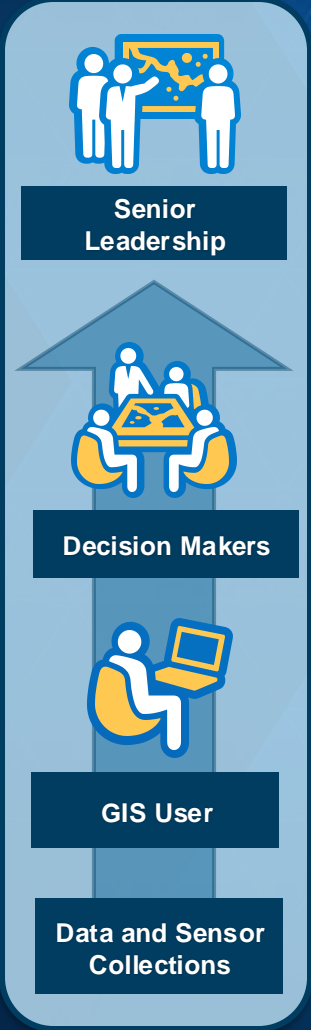 Senior
Leadership
Decision Makers
GIS User
Data and Sensor
Collections